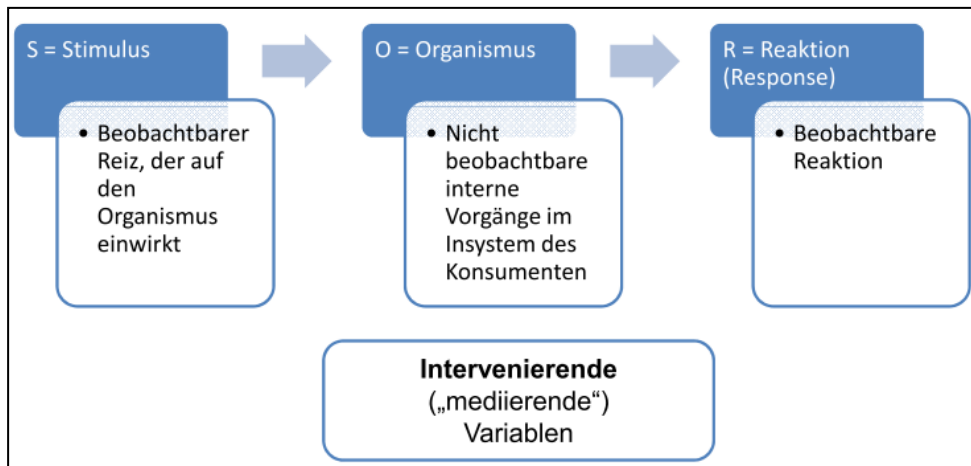 S = Stimulus
• Beobachtbarer
Reiz, der auf
den
Organismus
einwirkt
O = Organismus
• Nicht
beobachtbare
interne
Vorgänge im
Insystem des
Konsumenten
R = Reaktion
(Response)
• Beobachtbare
Reaktion
Intervenierende
(„mediierende“)
Variablen